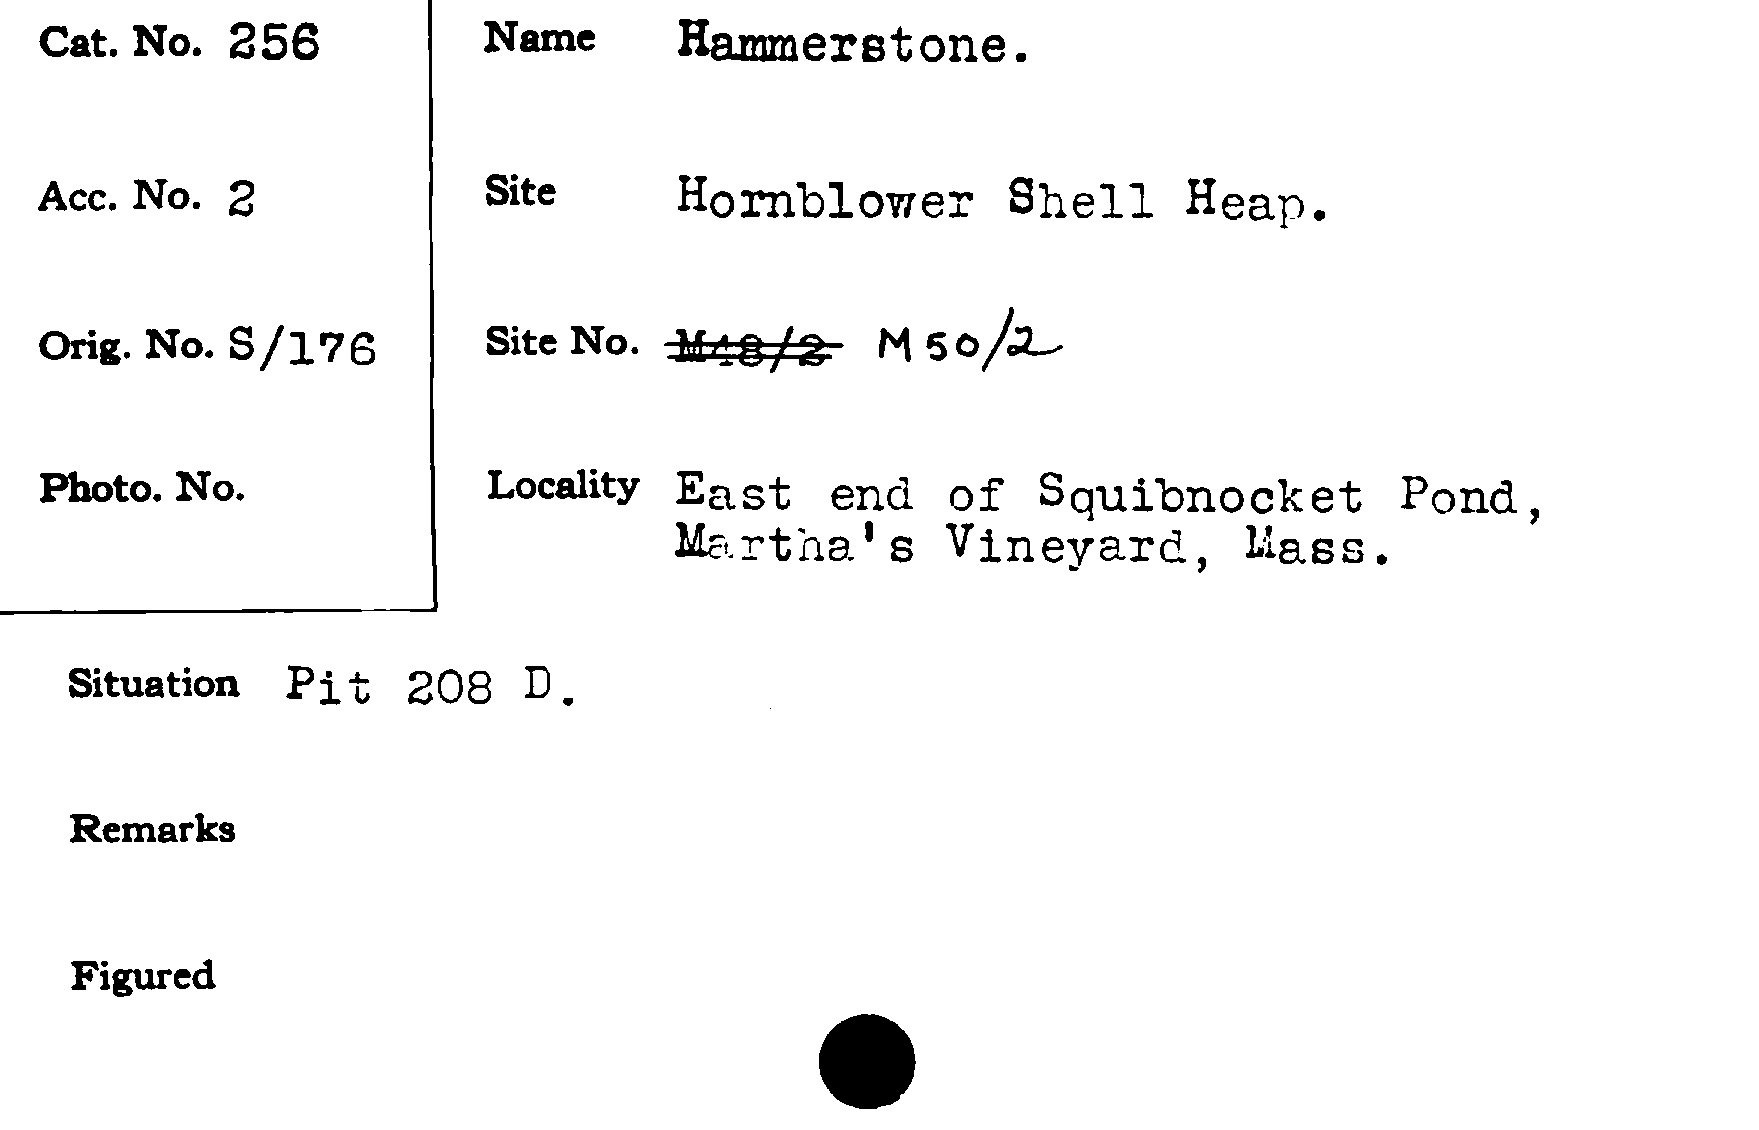 Cat. No. 256
Name Hammerstone.
Acc. No. 2
Site Hornblower Shell Heap.
Orig. No. S/176
Site No. M48/2 M50/2
Photo. No.
Locality East end of Squibnocket Pond,
Martha's Vineyard, Mass.
Situation Pit 208 D.
Remarks
Figured